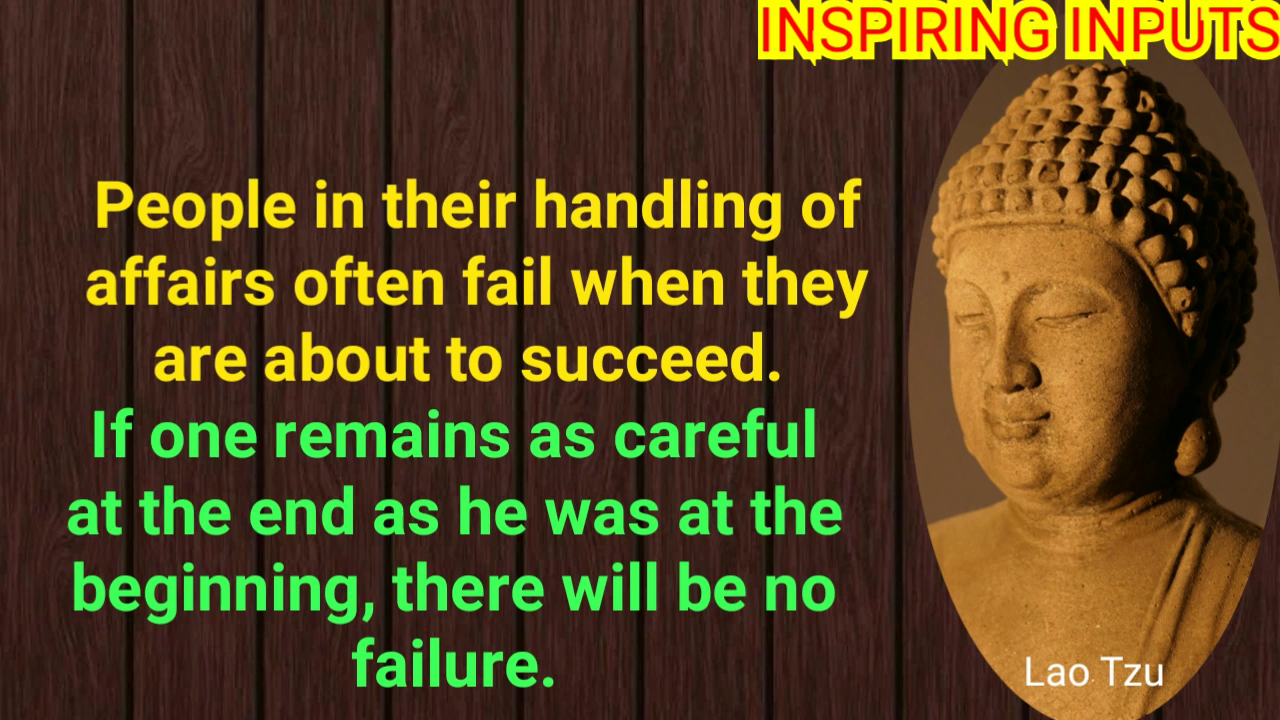 INSPIRING INPUTS
People in their handling of
affairs often fail when they
are about to succeed.
If one remains as careful
at the end as he was at the
beginning, there will be no
failure.
Lao Tzu